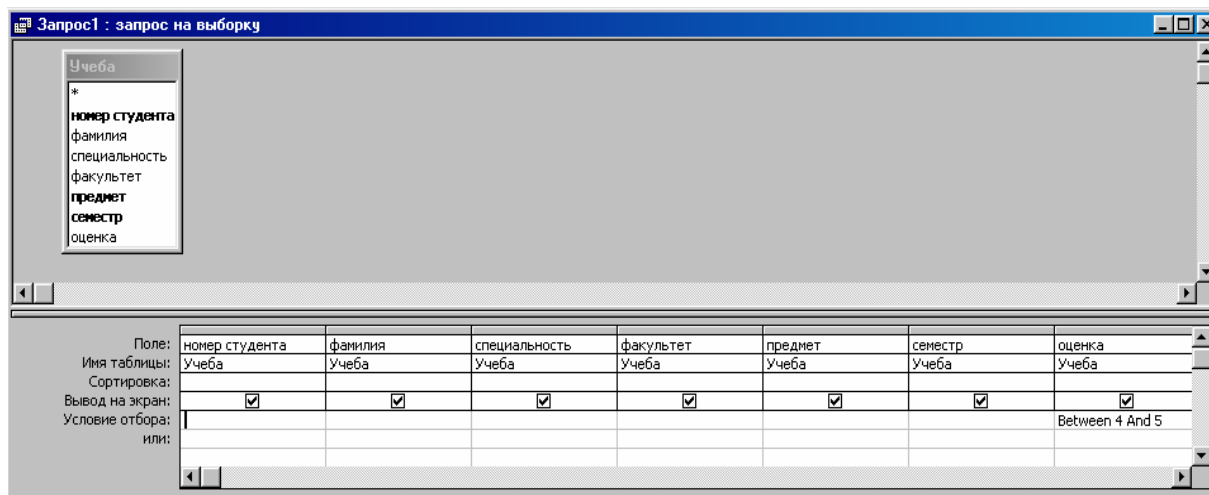 Запрос1 : запрос на выборку
Учеба
*
номер студента
фамилия
специальность
факультет
предмет
семестр
оценка
Поле: номер студента фамилия специальность факультет предмет семестр оценка
Имя таблицы: Учеба Учеба Учеба Учеба Учеба Учеба Учеба
Сортировка:
Вывод на экран:
Условие отбора: Between 4 And 5
или: